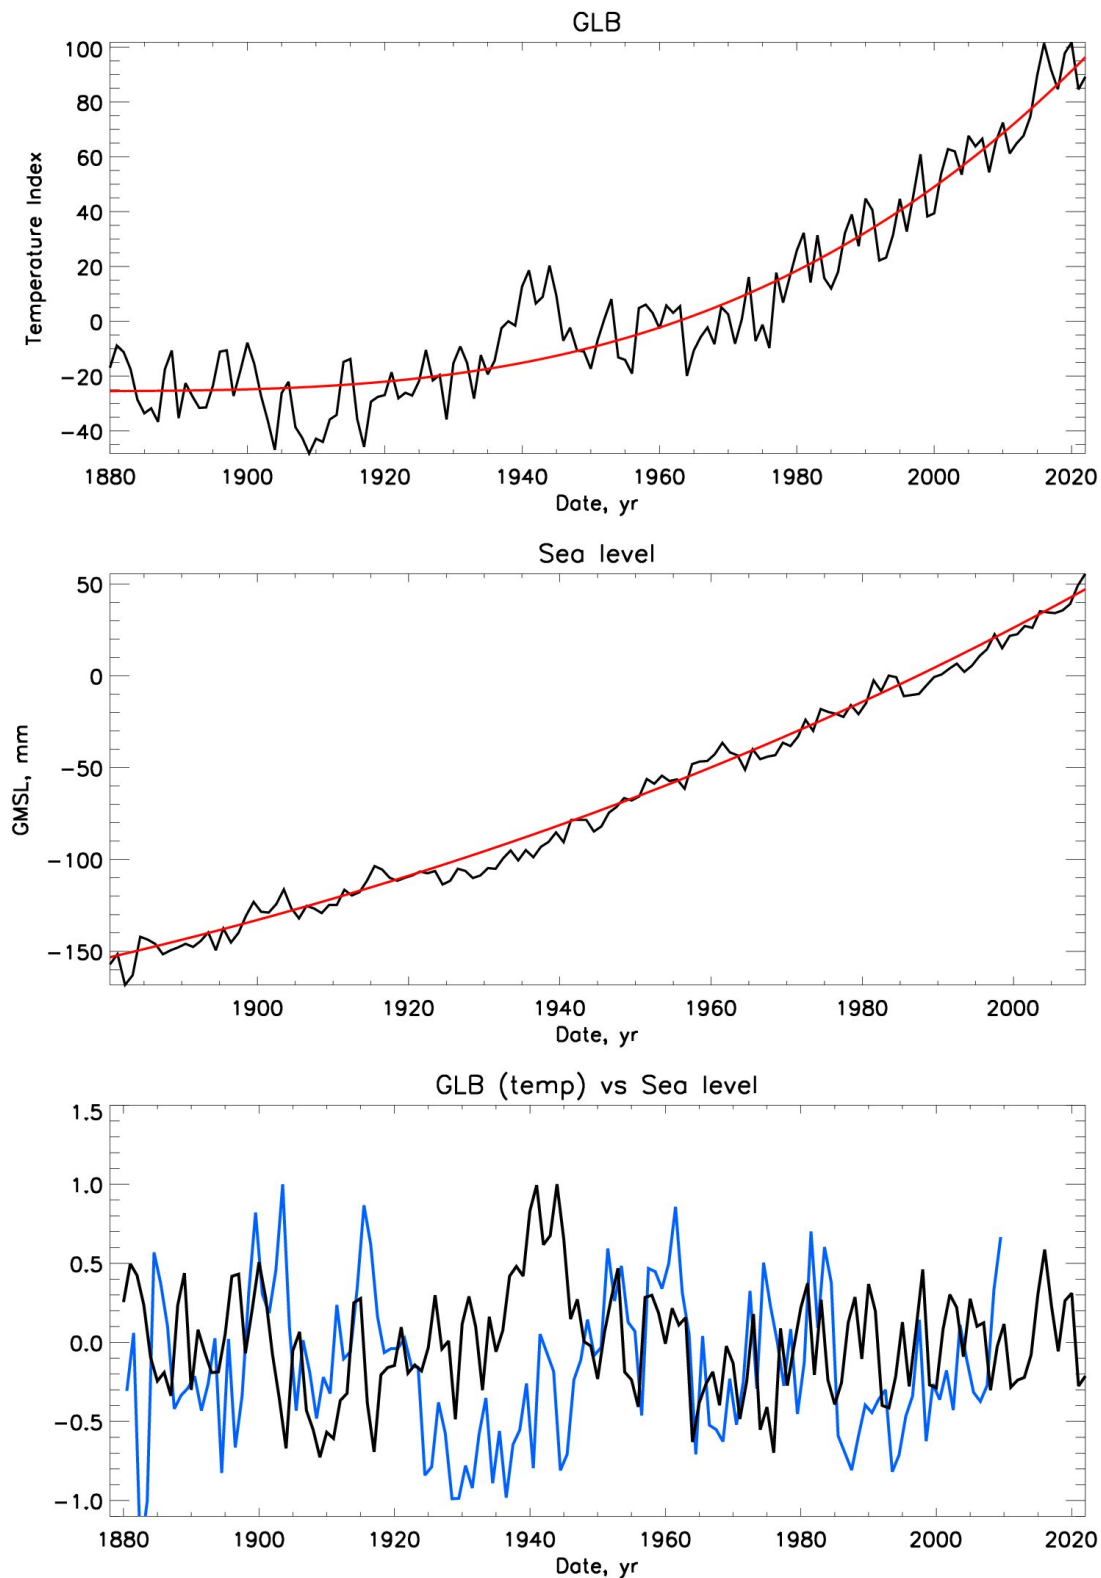 GLB
Temperature Index
100
80
60
40
20
0
−20
−40
1880 1900 1920 1940 1960 1980 2000 2020
Date, yr
Sea level
GMSL, mm
50
0
−50
−100
−150
1900 1920 1940 1960 1980 2000
Date, yr
GLB (temp) vs Sea level
1.5
1.0
0.5
0.0
−0.5
−1.0
1880 1900 1920 1940 1960 1980 2000 2020
Date, yr